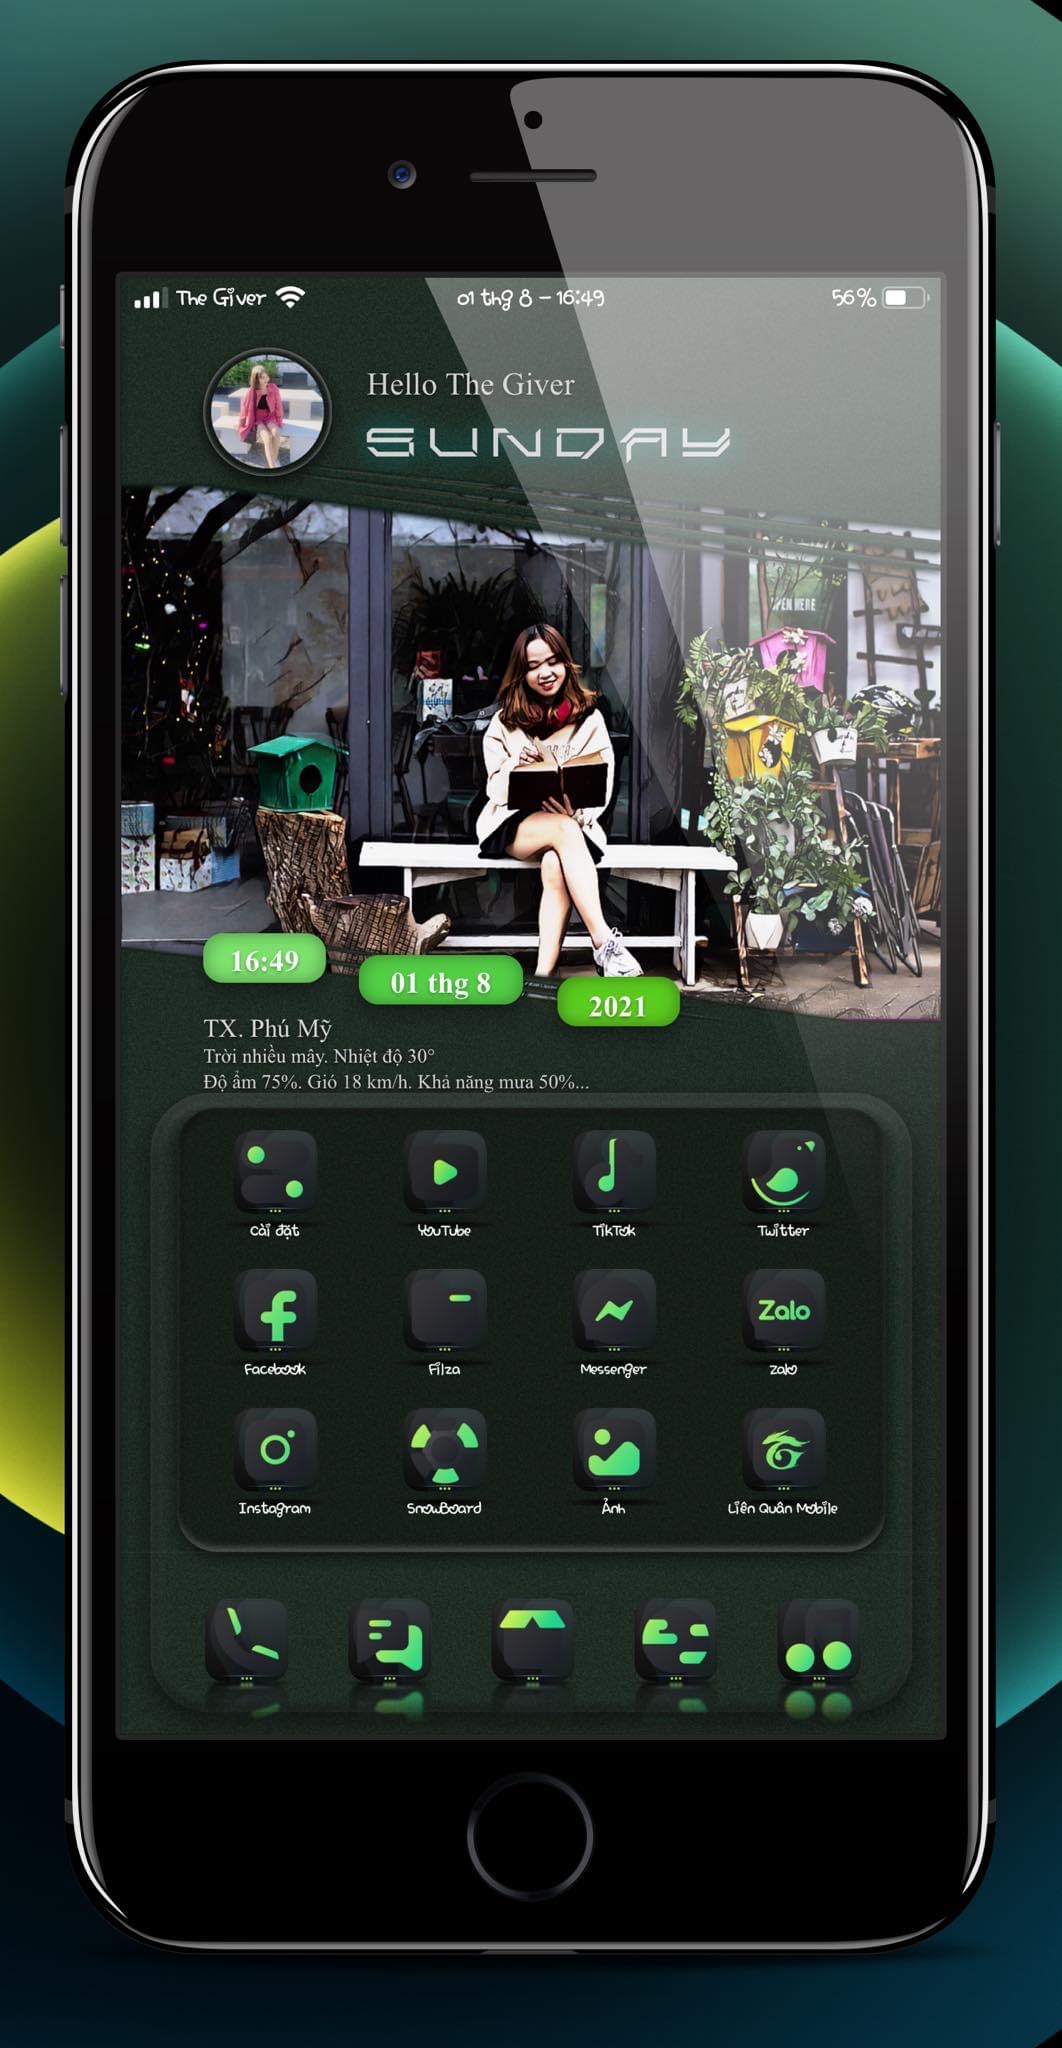 The Giver
01 thg 8 - 16:49
56%
Hello The Giver
SUNDAY
OPEN HERE
16:49
01 thg 8
2021
TX. Phú Mỹ
Trời nhiều mây. Nhiệt độ 30°
Độ ẩm 75%. Gió 18 km/h. Khả năng mưa 50%...
Cài đặt
YouTube
TikTok
Twitter
Facebook
Filza
Messenger
Zalo
Zalo
Instagram
SnowBoard
Ảnh
Liên Quân Mobile